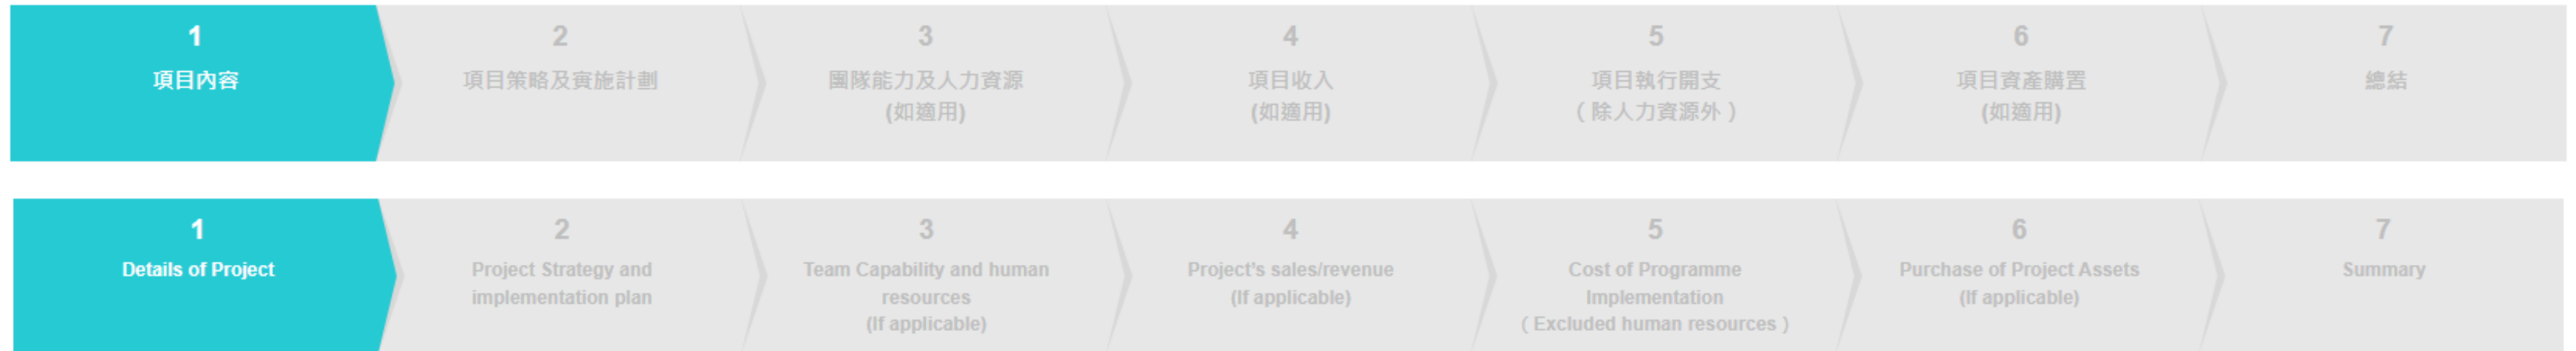 1
項目內容
2
項目策略及實施計劃
3
團隊能力及人力資源
(如適用)
4
項目收入
(如適用)
5
項目執行開支
（除人力資源外）
6
項目資產購置
(如適用)
7
總結
1
Details of Project
2
Project Strategy and
implementation plan
3
Team Capability and human
resources
(If applicable)
4
Project's sales/revenue
(If applicable)
5
Cost of Programme
Implementation
（Excluded human resources）
6
Purchase of Project Assets
(If applicable)
7
Summary